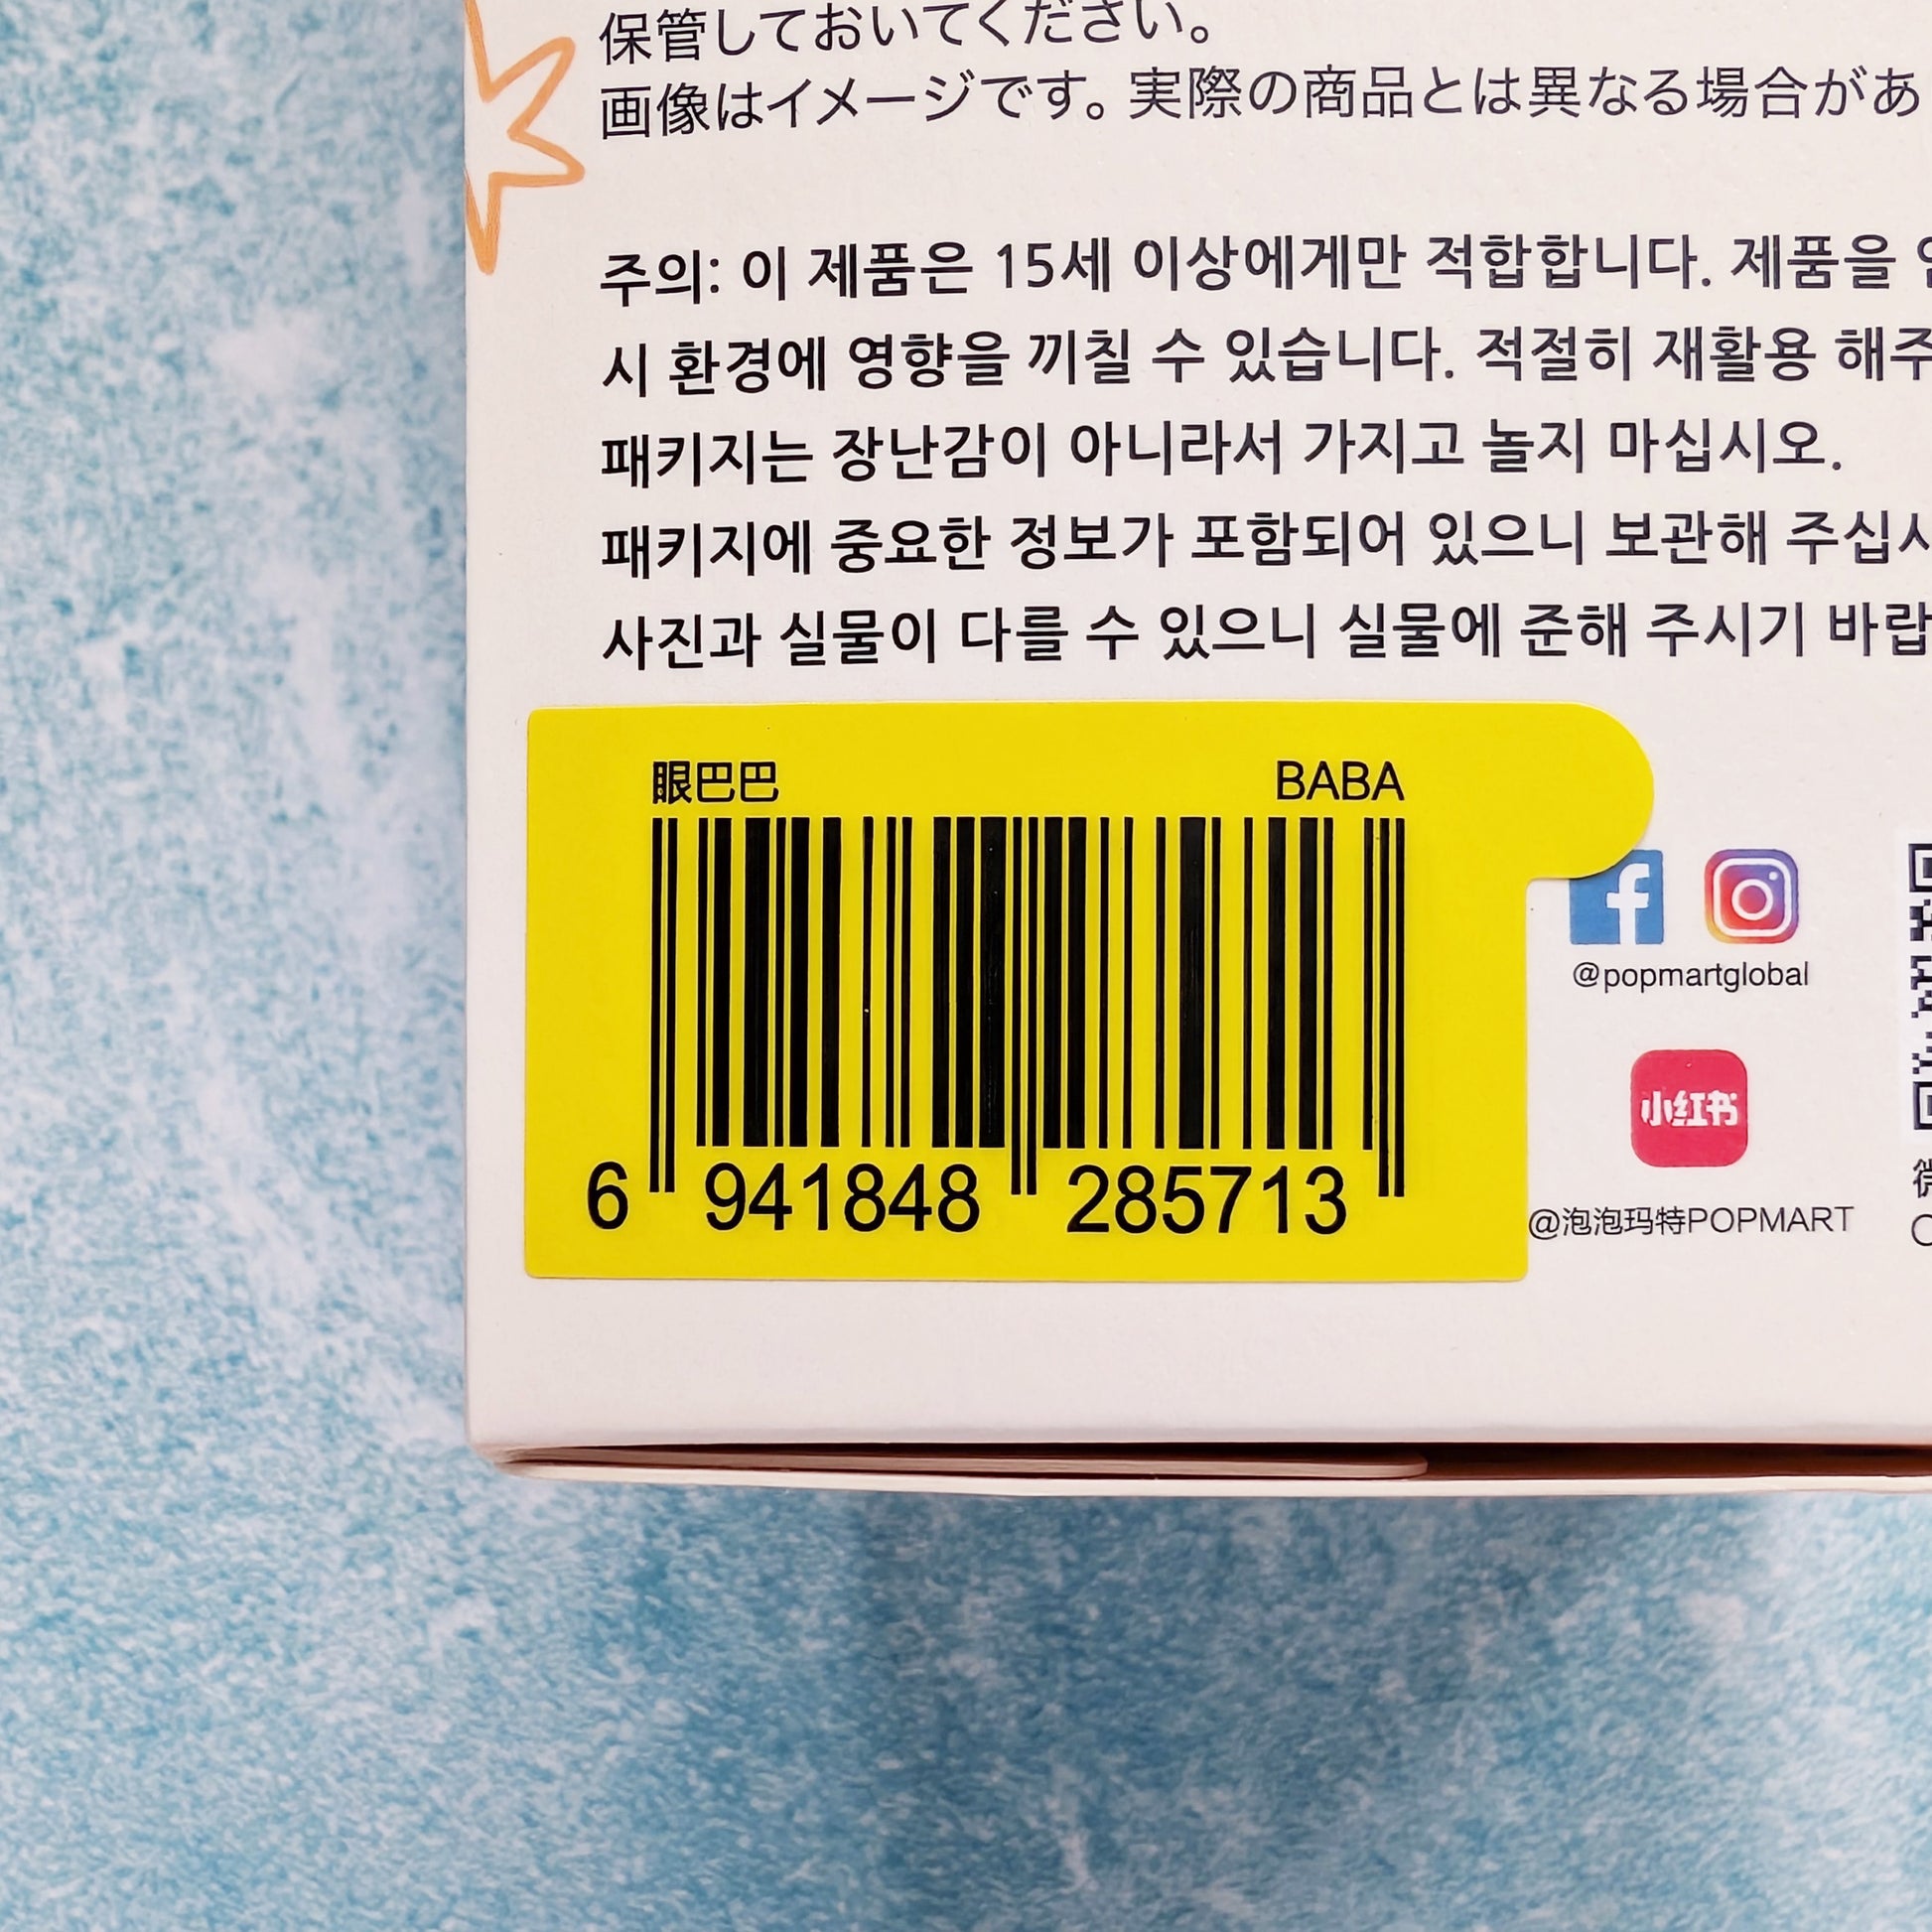 保管しておいてください。
画像はイメージです。実際の商品とは異なる場合があ
주의: 이 제품은 15세 이상에게만 적합합니다. 제품을
시 환경에 영향을 끼칠 수 있습니다. 적절히 재활용 해주
패키지는 장난감이 아니라서 가지고 놀지 마십시오.
패키지에 중요한 정보가 포함되어 있으니 보관해 주십시
사진과 실물이 다를 수 있으니 실물에 준해 주시기 바랍
眼巴巴 BABA
6 941848 285713
@popmartglobal
小红书
@泡泡玛特POPMART